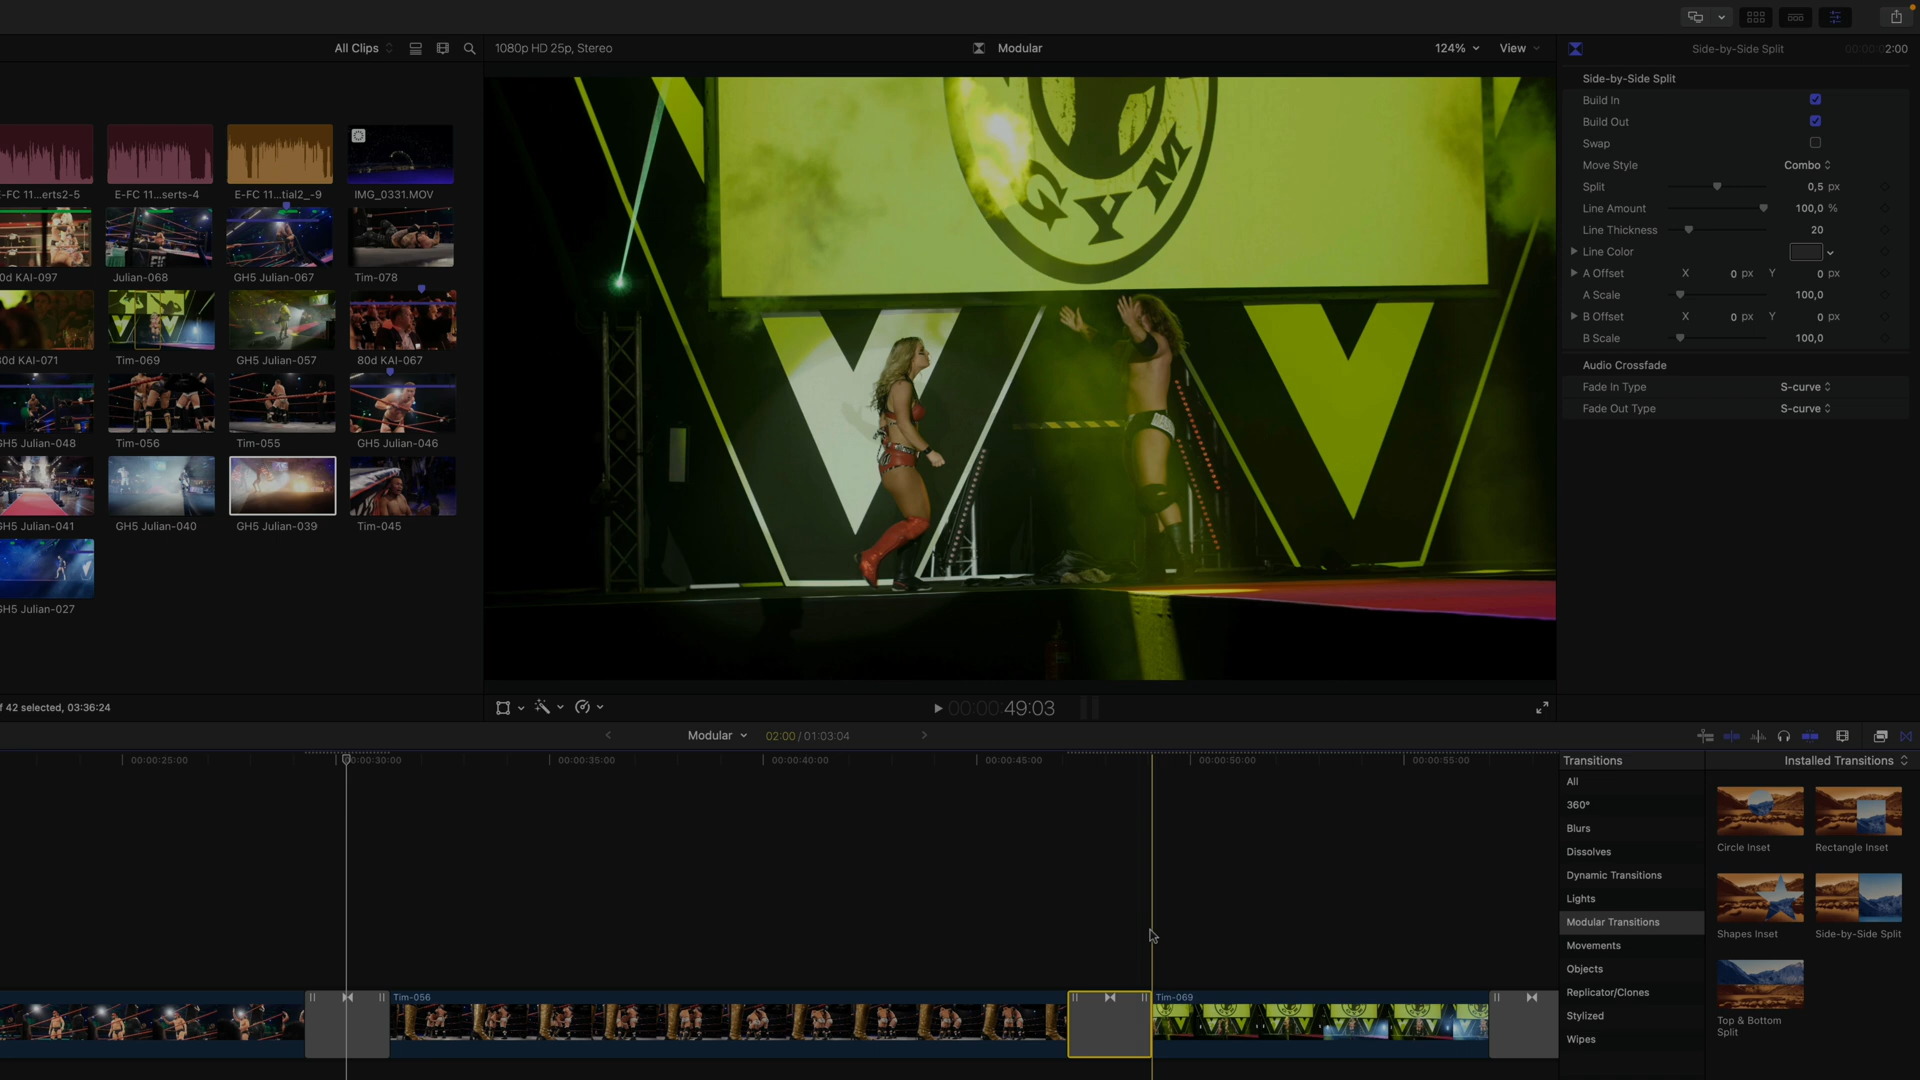 All Clips
1080p HD 25p, Stereo
Modular
124%
View
Side-by-Side Split
00:00:02:00
Side-by-Side Split
Build In
Build Out
Swap
Move Style
Combo
Split
0,5 px
Line Amount
100,0 %
Line Thickness
20
Line Color
A Offset
X
0 px
Y
0 px
A Scale
100,0
B Offset
X
0 px
Y
0 px
B Scale
100,0
Audio Crossfade
Fade In Type
S-curve
Fade Out Type
S-curve
E-FC 11...erts2-5
E-FC 11...serts-4
E-FC 11...tial2_-9
IMG_0331.MOV
0d KAI-097
Julian-068
GH5 Julian-067
Tim-078
80d KAI-071
Tim-069
GH5 Julian-057
80d KAI-067
GH5 Julian-048
Tim-056
Tim-055
GH5 Julian-046
GH5 Julian-041
GH5 Julian-040
GH5 Julian-039
Tim-045
GH5 Julian-027
GYM
f 42 selected, 03:36:24
00:00:49:03
Modular
02:00 / 01:03:04
00:00:25:00
00:00:30:00
00:00:35:00
00:00:40:00
00:00:45:00
00:00:50:00
00:00:55:00
Tim-056
Tim-069
Transitions
Installed Transitions
All
360°
Blurs
Dissolves
Dynamic Transitions
Lights
Modular Transitions
Movements
Objects
Replicator/Clones
Stylized
Wipes
Circle Inset
Rectangle Inset
Shapes Inset
Side-by-Side Split
Top & Bottom
Split